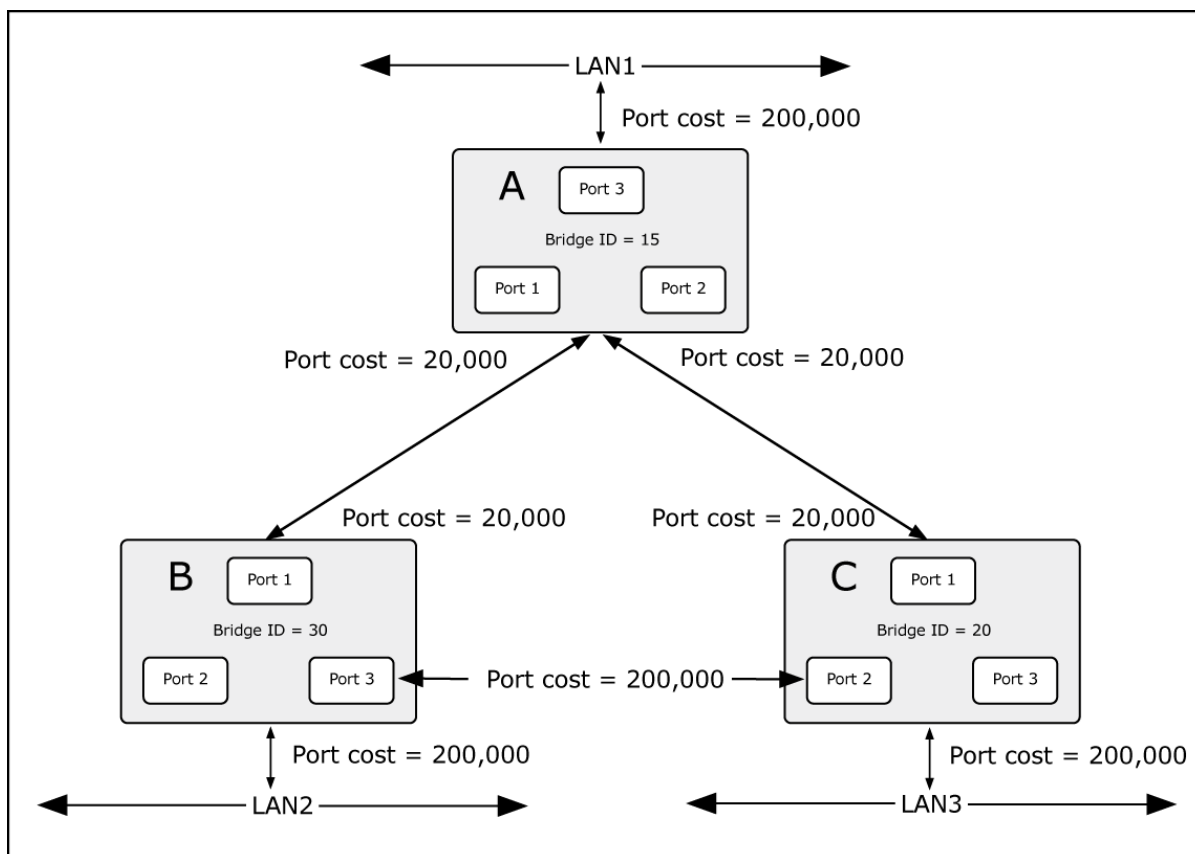 LAN1
Port cost = 200,000
A
Port 3
Bridge ID = 15
Port 1
Port 2
Port cost = 20,000
Port cost = 20,000
Port cost = 20,000
Port cost = 20,000
B
Port 1
Bridge ID = 30
Port 2
Port 3
Port cost = 200,000
C
Port 1
Bridge ID = 20
Port 2
Port 3
Port cost = 200,000
LAN2
Port cost = 200,000
LAN3